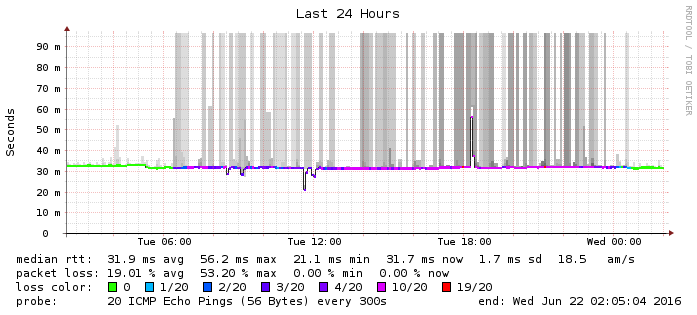 Last 24 Hours
RRDTOOL / TOBI OETIKER
Seconds
90 m
80 m
70 m
60 m
50 m
40 m
30 m
20 m
10 m
0
Tue 06:00 Tue 12:00 Tue 18:00 Wed 00:00
median rtt: 31.9 ms avg 56.2 ms max 21.1 ms min 31.7 ms now 1.7 ms sd 18.5 am/s
packet loss: 19.01 % avg 53.20 % max 0.00 % min 0.00 % now
loss color: 0 1/20 2/20 3/20 4/20 10/20 19/20
probe: 20 ICMP Echo Pings (56 Bytes) every 300s end: Wed Jun 22 02:05:04 2016